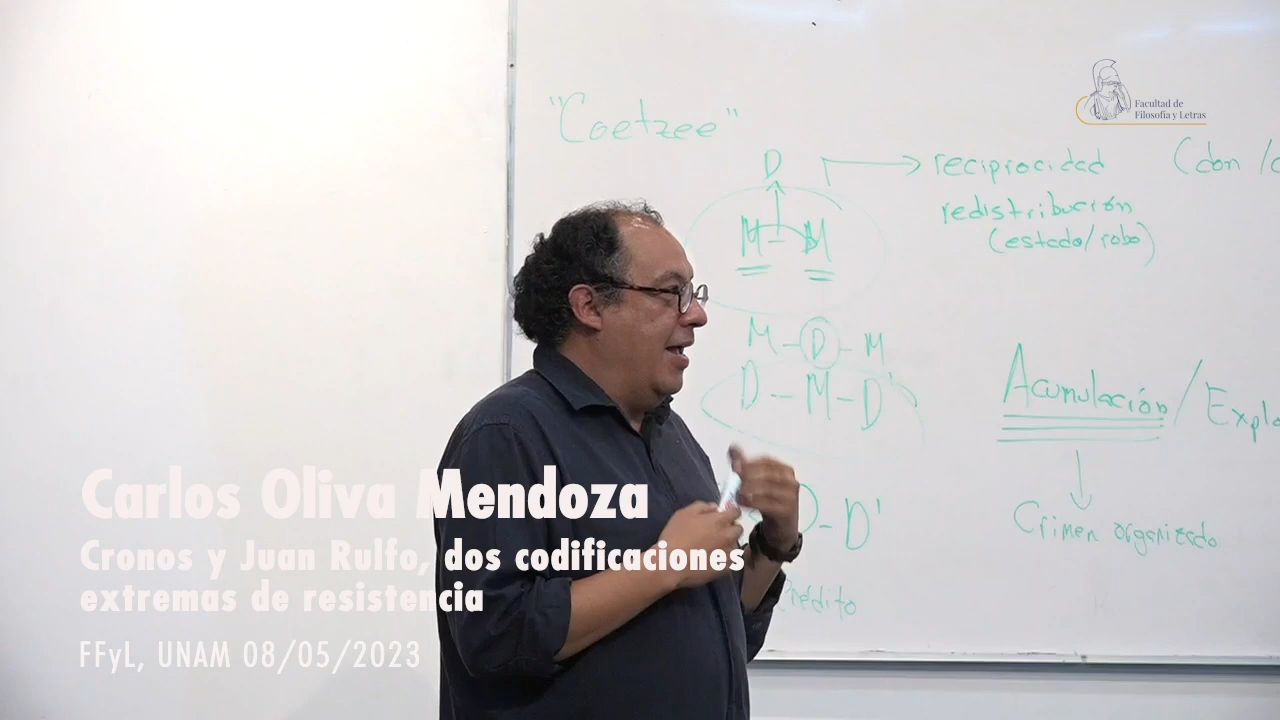 Facultad de
Filosofía y Letras
"Coetzee"
D
reciprocidad
(don /
M - M
redistribución
(estado/robo)
M - D - M
D - M - D'
Acumulación /
D - D'
Crimen organizado
Crédito
Carlos Oliva Mendoza
Cronos y Juan Rulfo, dos codificaciones
extremas de resistencia
FFyL, UNAM 08/05/2023